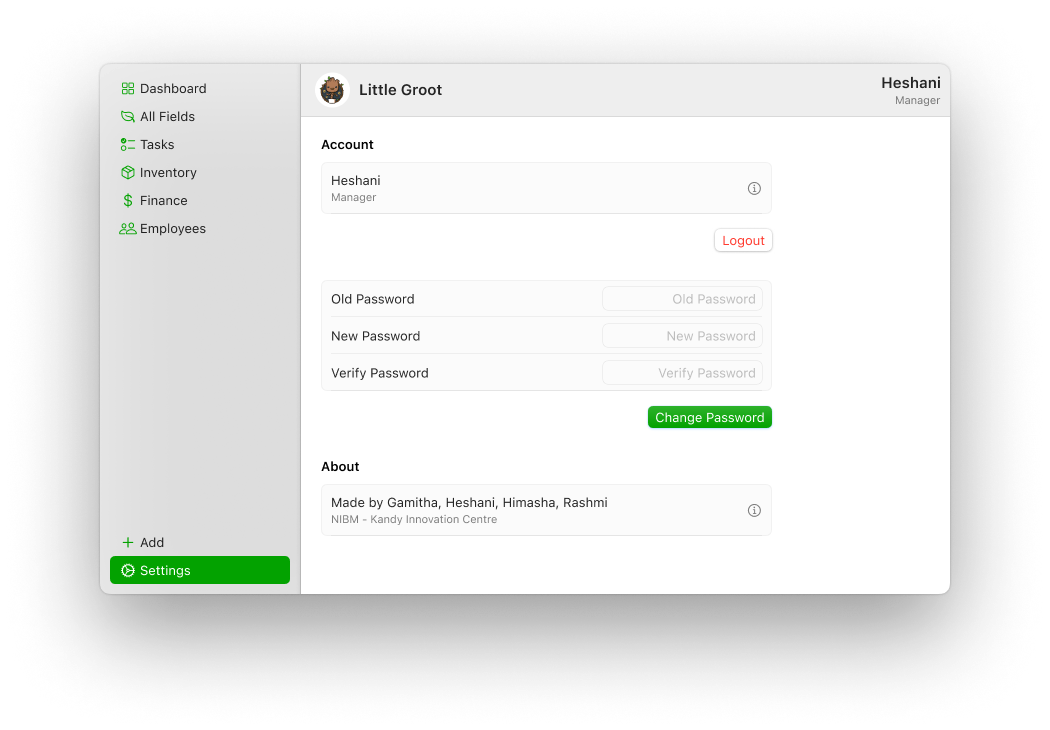 Dashboard
All Fields
Tasks
Inventory
Finance
Employees
Add
Settings
Little Groot
Heshani
Manager
Account
Heshani
Manager
Logout
Old Password Old Password
New Password New Password
Verify Password Verify Password
Change Password
About
Made by Gamitha, Heshani, Himasha, Rashmi
NIBM - Kandy Innovation Centre